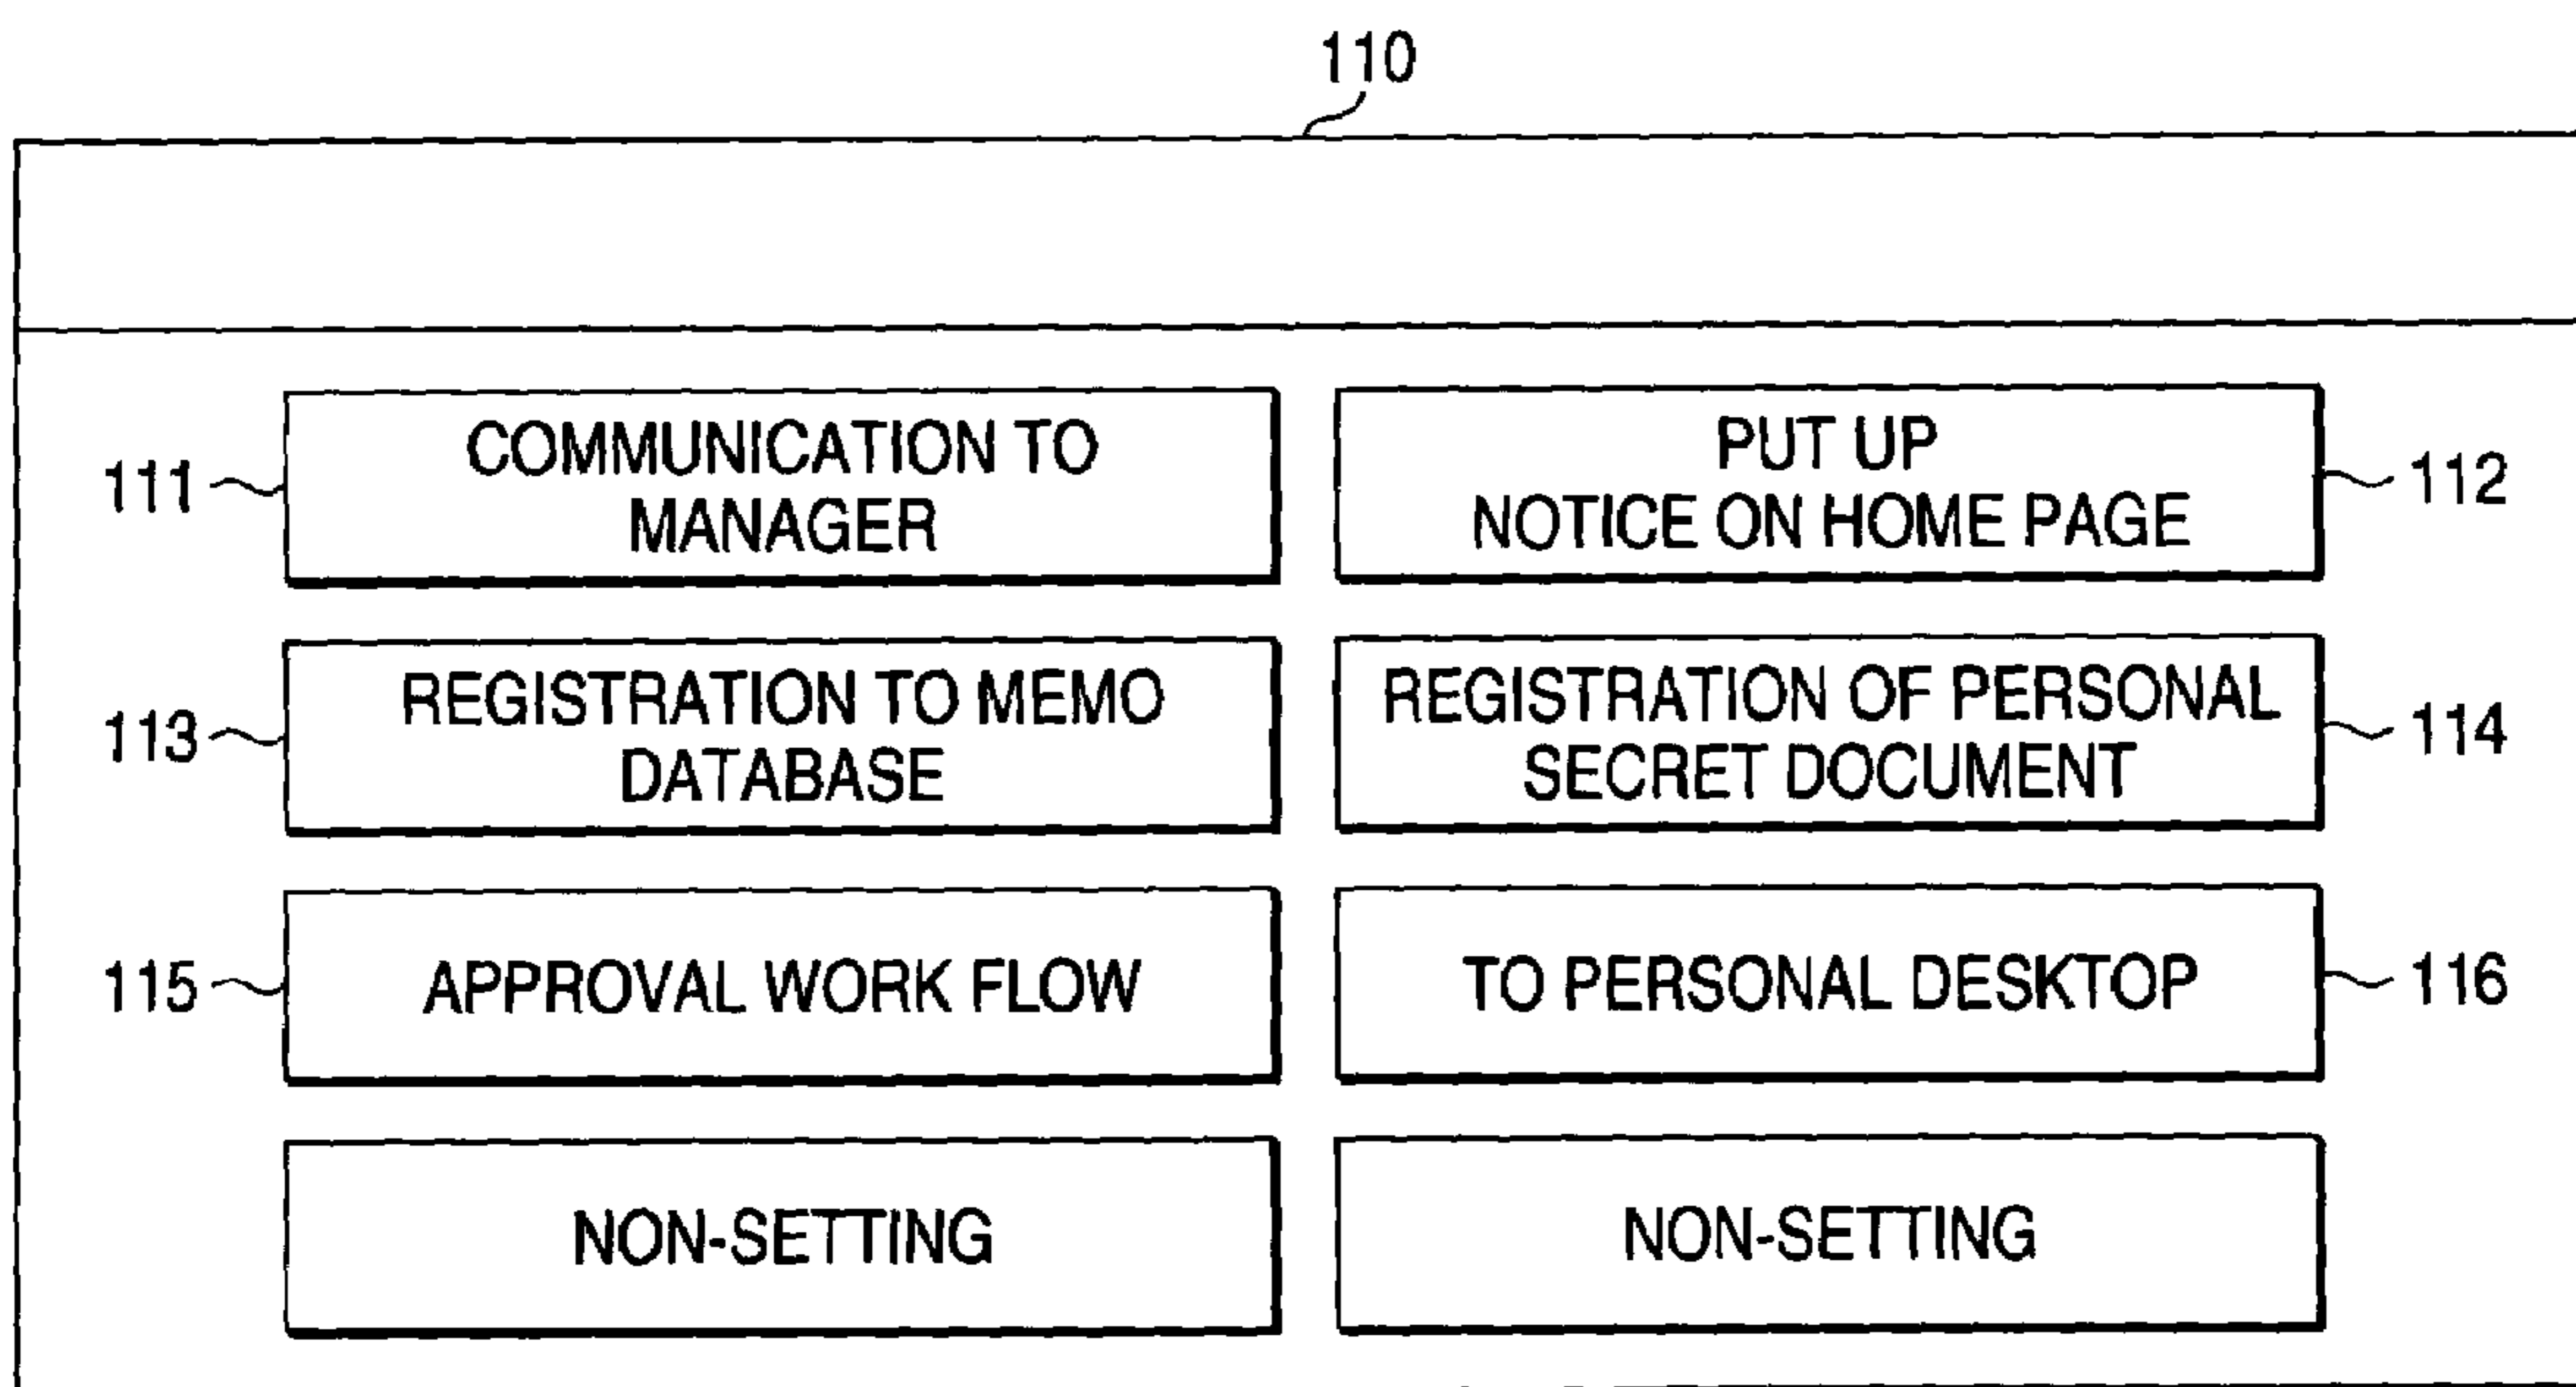 110
111
COMMUNICATION TO
MANAGER
PUT UP
NOTICE ON HOME PAGE
112
113
REGISTRATION TO MEMO
DATABASE
REGISTRATION OF PERSONAL
SECRET DOCUMENT
114
115
APPROVAL WORK FLOW
TO PERSONAL DESKTOP
116
NON-SETTING
NON-SETTING